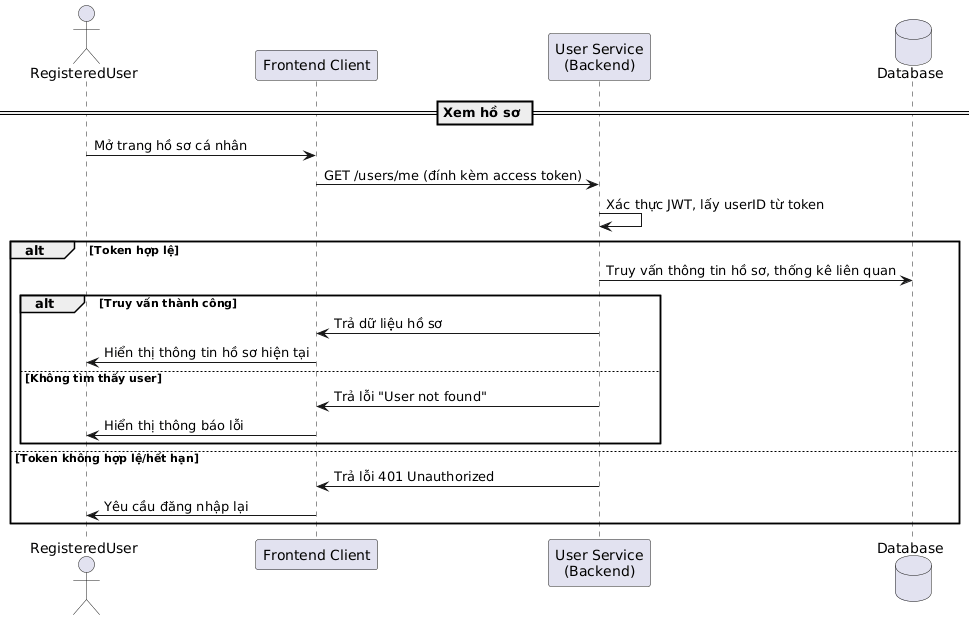 RegisteredUser
Frontend Client
User Service
(Backend)
Database
Xem hồ sơ
Mở trang hồ sơ cá nhân
GET /users/me (đính kèm access token)
Xác thực JWT, lấy userID từ token
alt [Token hợp lệ]
Truy vấn thông tin hồ sơ, thống kê liên quan
alt [Truy vấn thành công]
Trả dữ liệu hồ sơ
Hiển thị thông tin hồ sơ hiện tại
[Không tìm thấy user]
Trả lỗi "User not found"
Hiển thị thông báo lỗi
[Token không hợp lệ/hết hạn]
Trả lỗi 401 Unauthorized
Yêu cầu đăng nhập lại
RegisteredUser
Frontend Client
User Service
(Backend)
Database